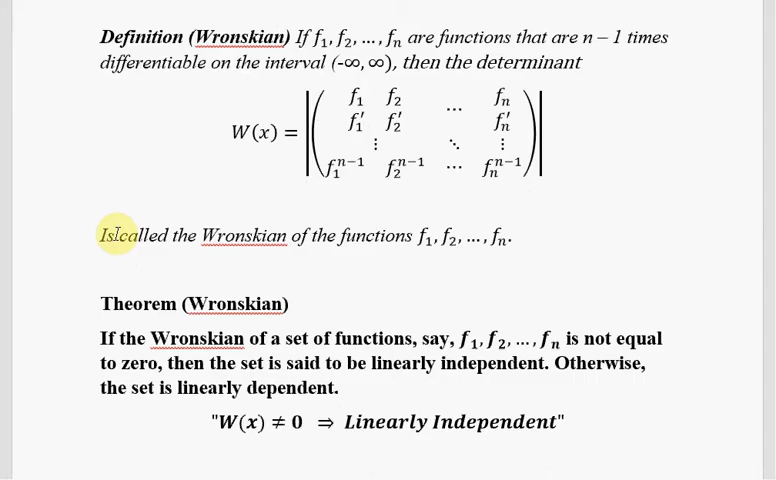 Definition (Wronskian) If f₁, f₂, …, fₙ are functions that are n − 1 times
differentiable on the interval (-∞, ∞), then the determinant
f₁ f₂ … fₙ
W(x) = |( f₁′ f₂′ fₙ′ )|
⋮ ⋱ ⋮
f₁ⁿ⁻¹ f₂ⁿ⁻¹ … fₙⁿ⁻¹
Is called the Wronskian of the functions f₁, f₂, …, fₙ.
Theorem (Wronskian)
If the Wronskian of a set of functions, say, f₁, f₂, …, fₙ is not equal
to zero, then the set is said to be linearly independent. Otherwise,
the set is linearly dependent.
"W(x) ≠ 0 ⇒ Linearly Independent"